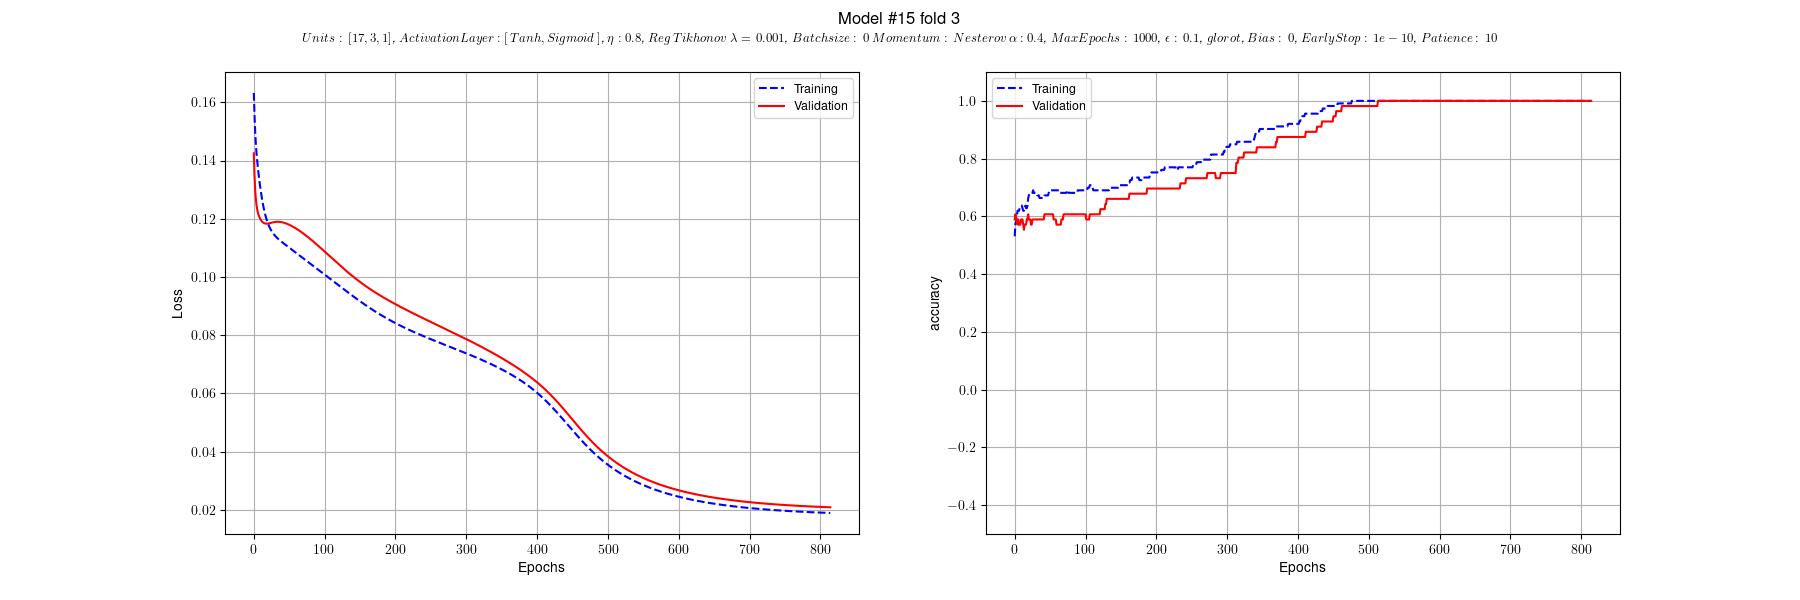 Model #15 fold 3
Units : [17, 3, 1], ActivationLayer : [ Tanh, Sigmoid ], η : 0.8, Reg Tikhonov λ = 0.001, Batchsize : 0 Momentum : Nesterov α : 0.4, MaxEpochs : 1000, ϵ : 0.1, glorot, Bias : 0, EarlyStop : 1e − 10, Patience : 10
Training
Validation
Loss
0.16
0.14
0.12
0.10
0.08
0.06
0.04
0.02
0 100 200 300 400 500 600 700 800
Epochs
Training
Validation
accuracy
1.0
0.8
0.6
0.4
0.2
0.0
−0.2
−0.4
0 100 200 300 400 500 600 700 800
Epochs